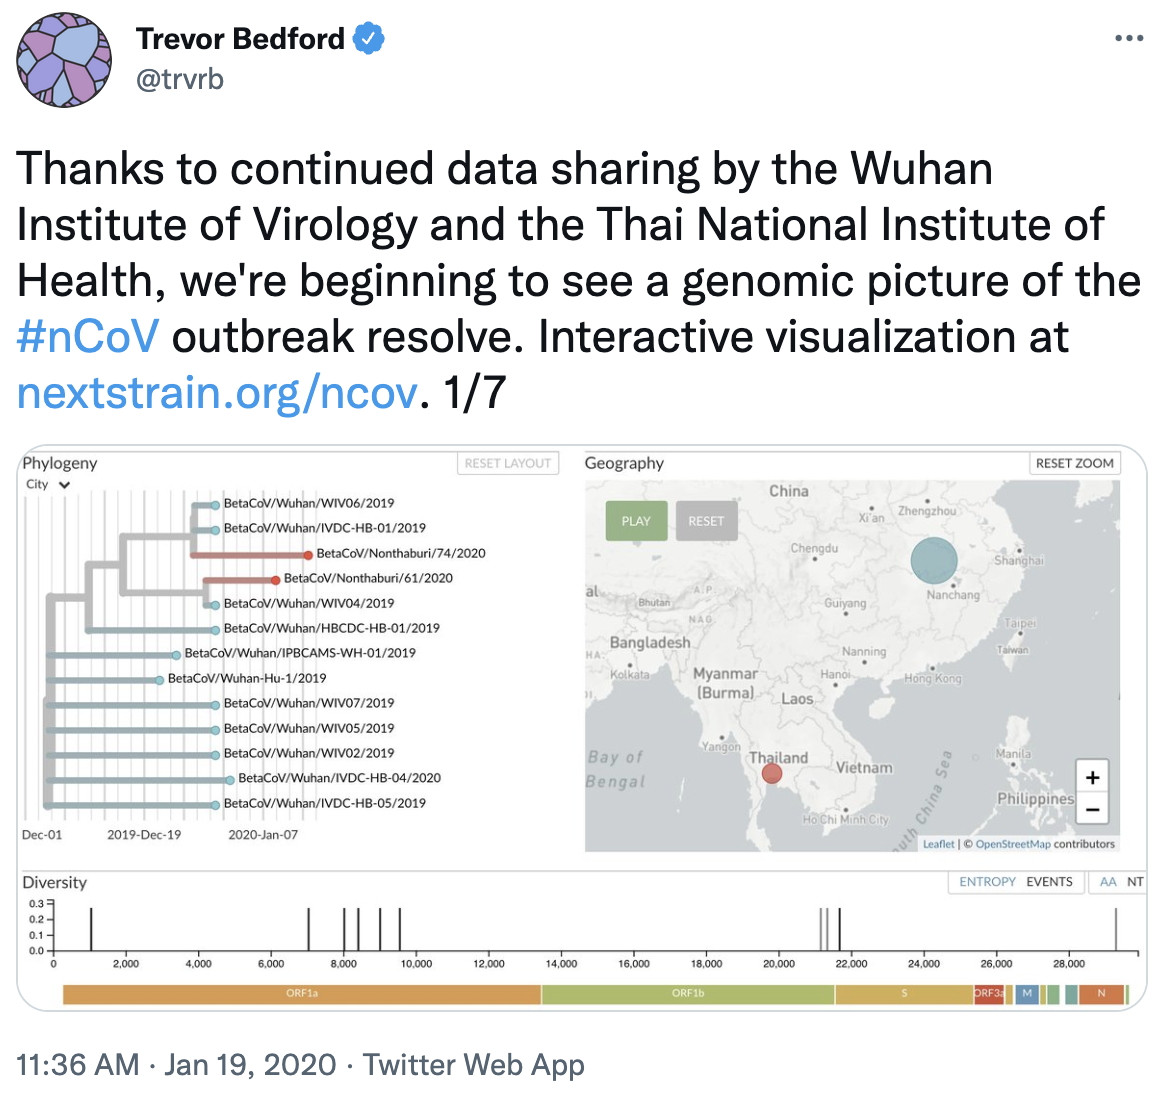 Trevor Bedford
@trvrb
Thanks to continued data sharing by the Wuhan
Institute of Virology and the Thai National Institute of
Health, we're beginning to see a genomic picture of the
#nCoV outbreak resolve. Interactive visualization at
nextstrain.org/ncov. 1/7
Phylogeny
RESET LAYOUT
City
BetaCoV/Wuhan/WIV06/2019
BetaCoV/Wuhan/IVDC-HB-01/2019
BetaCoV/Nonthaburi/74/2020
BetaCoV/Nonthaburi/61/2020
BetaCoV/Wuhan/WIV04/2019
BetaCoV/Wuhan/HBCDC-HB-01/2019
BetaCoV/Wuhan/IPBCAMS-WH-01/2019
BetaCoV/Wuhan-Hu-1/2019
BetaCoV/Wuhan/WIV07/2019
BetaCoV/Wuhan/WIV05/2019
BetaCoV/Wuhan/WIV02/2019
BetaCoV/Wuhan/IVDC-HB-04/2020
BetaCoV/Wuhan/IVDC-HB-05/2019
Dec-01 2019-Dec-19 2020-Jan-07
Geography
RESET ZOOM
PLAY RESET
China
Xi'an
Zhengzhou
Chengdu
Shanghai
al
A.P.
Bhutan
Guiyang
Nanchang
NAG
Taipei
Bangladesh
HA.
Nanning
Taiwan
Kolkata
Myanmar
(Burma)
Hanoi
Hong Kong
Laos
Yangon
Bay of
Bengal
Thailand
Vietnam
Manila
+
Philippines
−
Ho Chi Minh City
uth China Sea
Leaflet | © OpenStreetMap contributors
Diversity
ENTROPY EVENTS AA NT
0.3
0.2
0.1
0.0
0 2,000 4,000 6,000 8,000 10,000 12,000 14,000 16,000 18,000 20,000 22,000 24,000 26,000 28,000
ORF1a ORF1b S ORF3a M N
11:36 AM · Jan 19, 2020 · Twitter Web App